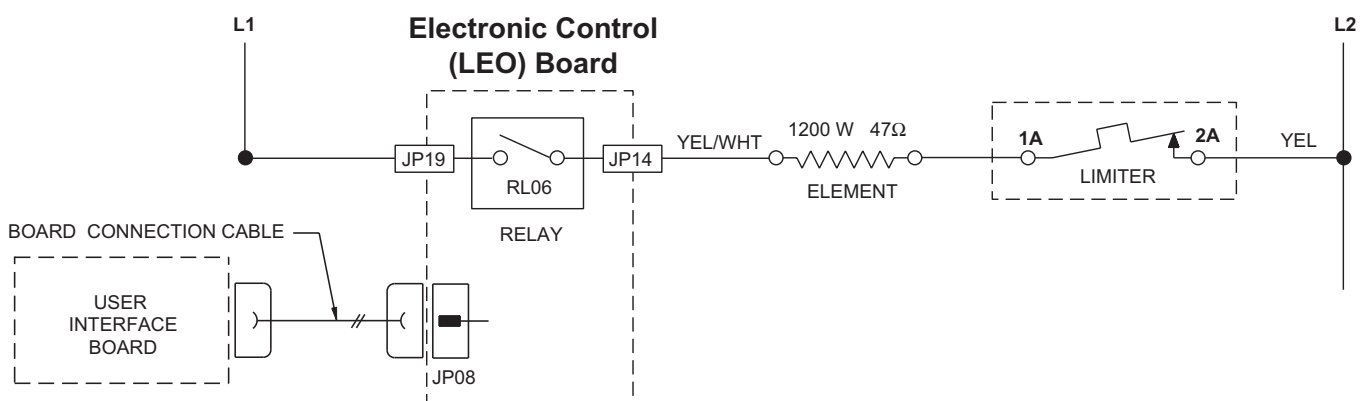 L1
Electronic Control
(LEO) Board
L2
JP19
RL06
JP14
RELAY
YEL/WHT
1200 W 47Ω
ELEMENT
1A
2A
LIMITER
YEL
BOARD CONNECTION CABLE
USER
INTERFACE
BOARD
JP08